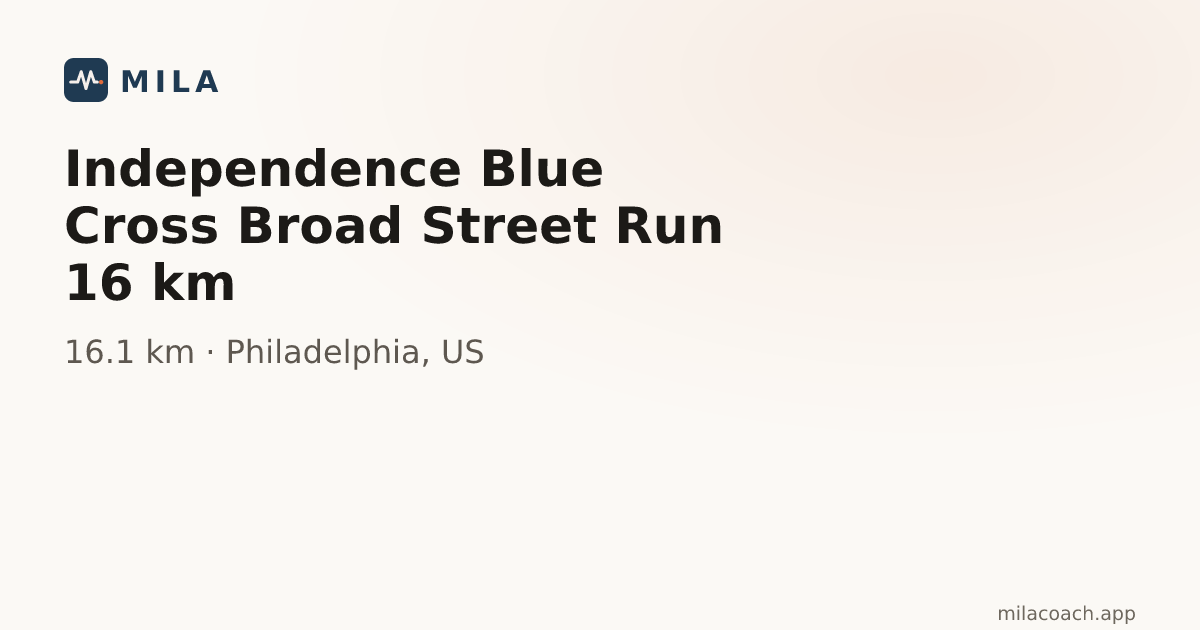 MILA
Independence Blue
Cross Broad Street Run
16 km
16.1 km · Philadelphia, US
milacoach.app